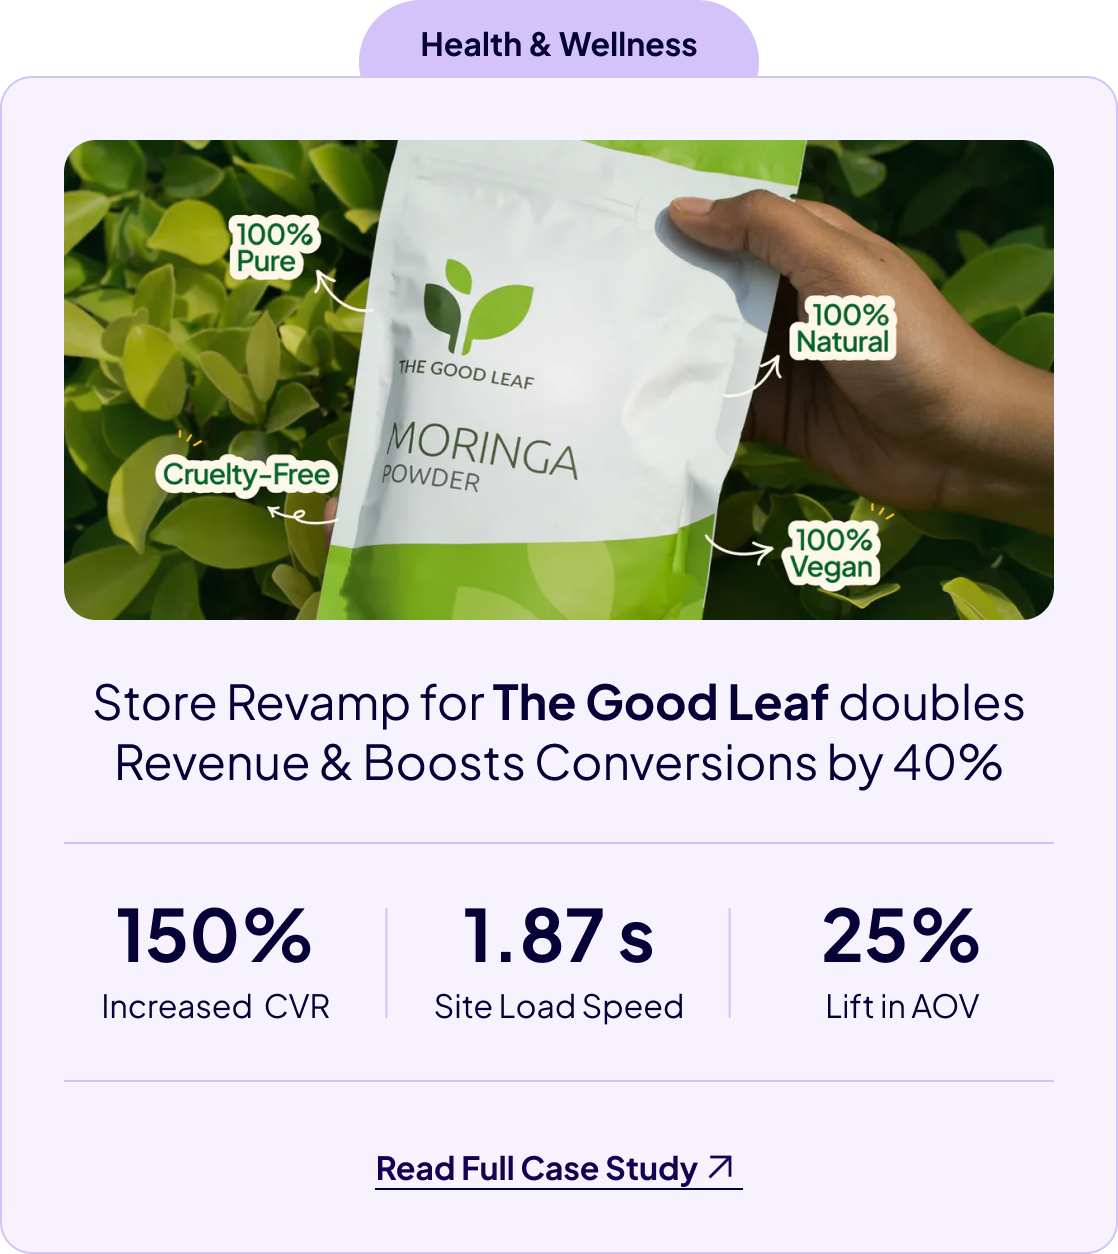 Health & Wellness
100%
Pure
100%
Natural
THE GOOD LEAF
MORINGA
POWDER
Cruelty-Free
100%
Vegan
Store Revamp for The Good Leaf doubles
Revenue & Boosts Conversions by 40%
150%
Increased CVR
1.87 s
Site Load Speed
25%
Lift in AOV
Read Full Case Study